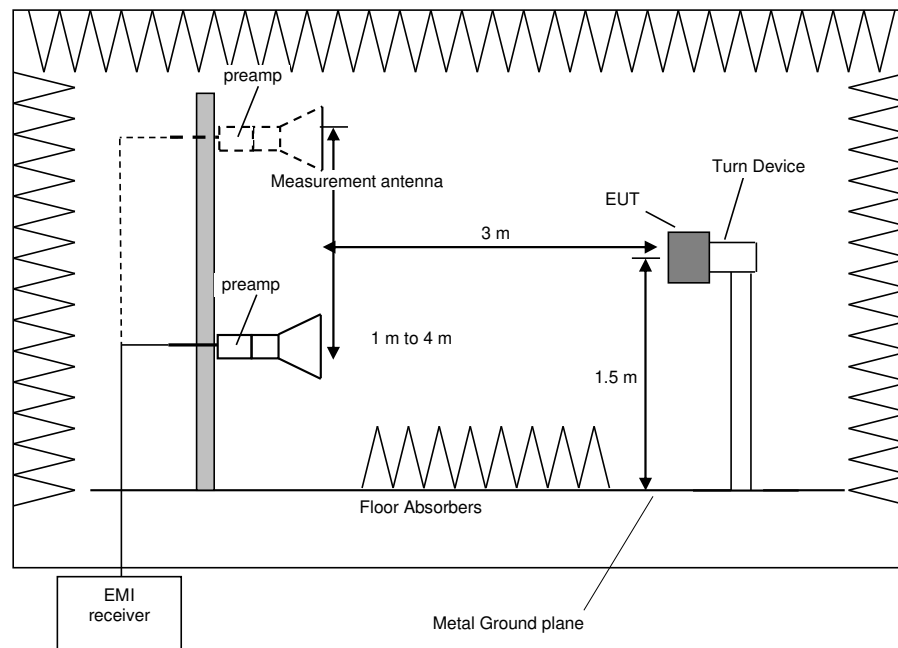 preamp
Measurement antenna
Turn Device
EUT
3 m
preamp
1 m to 4 m
1.5 m
Floor Absorbers
EMI
receiver
Metal Ground plane